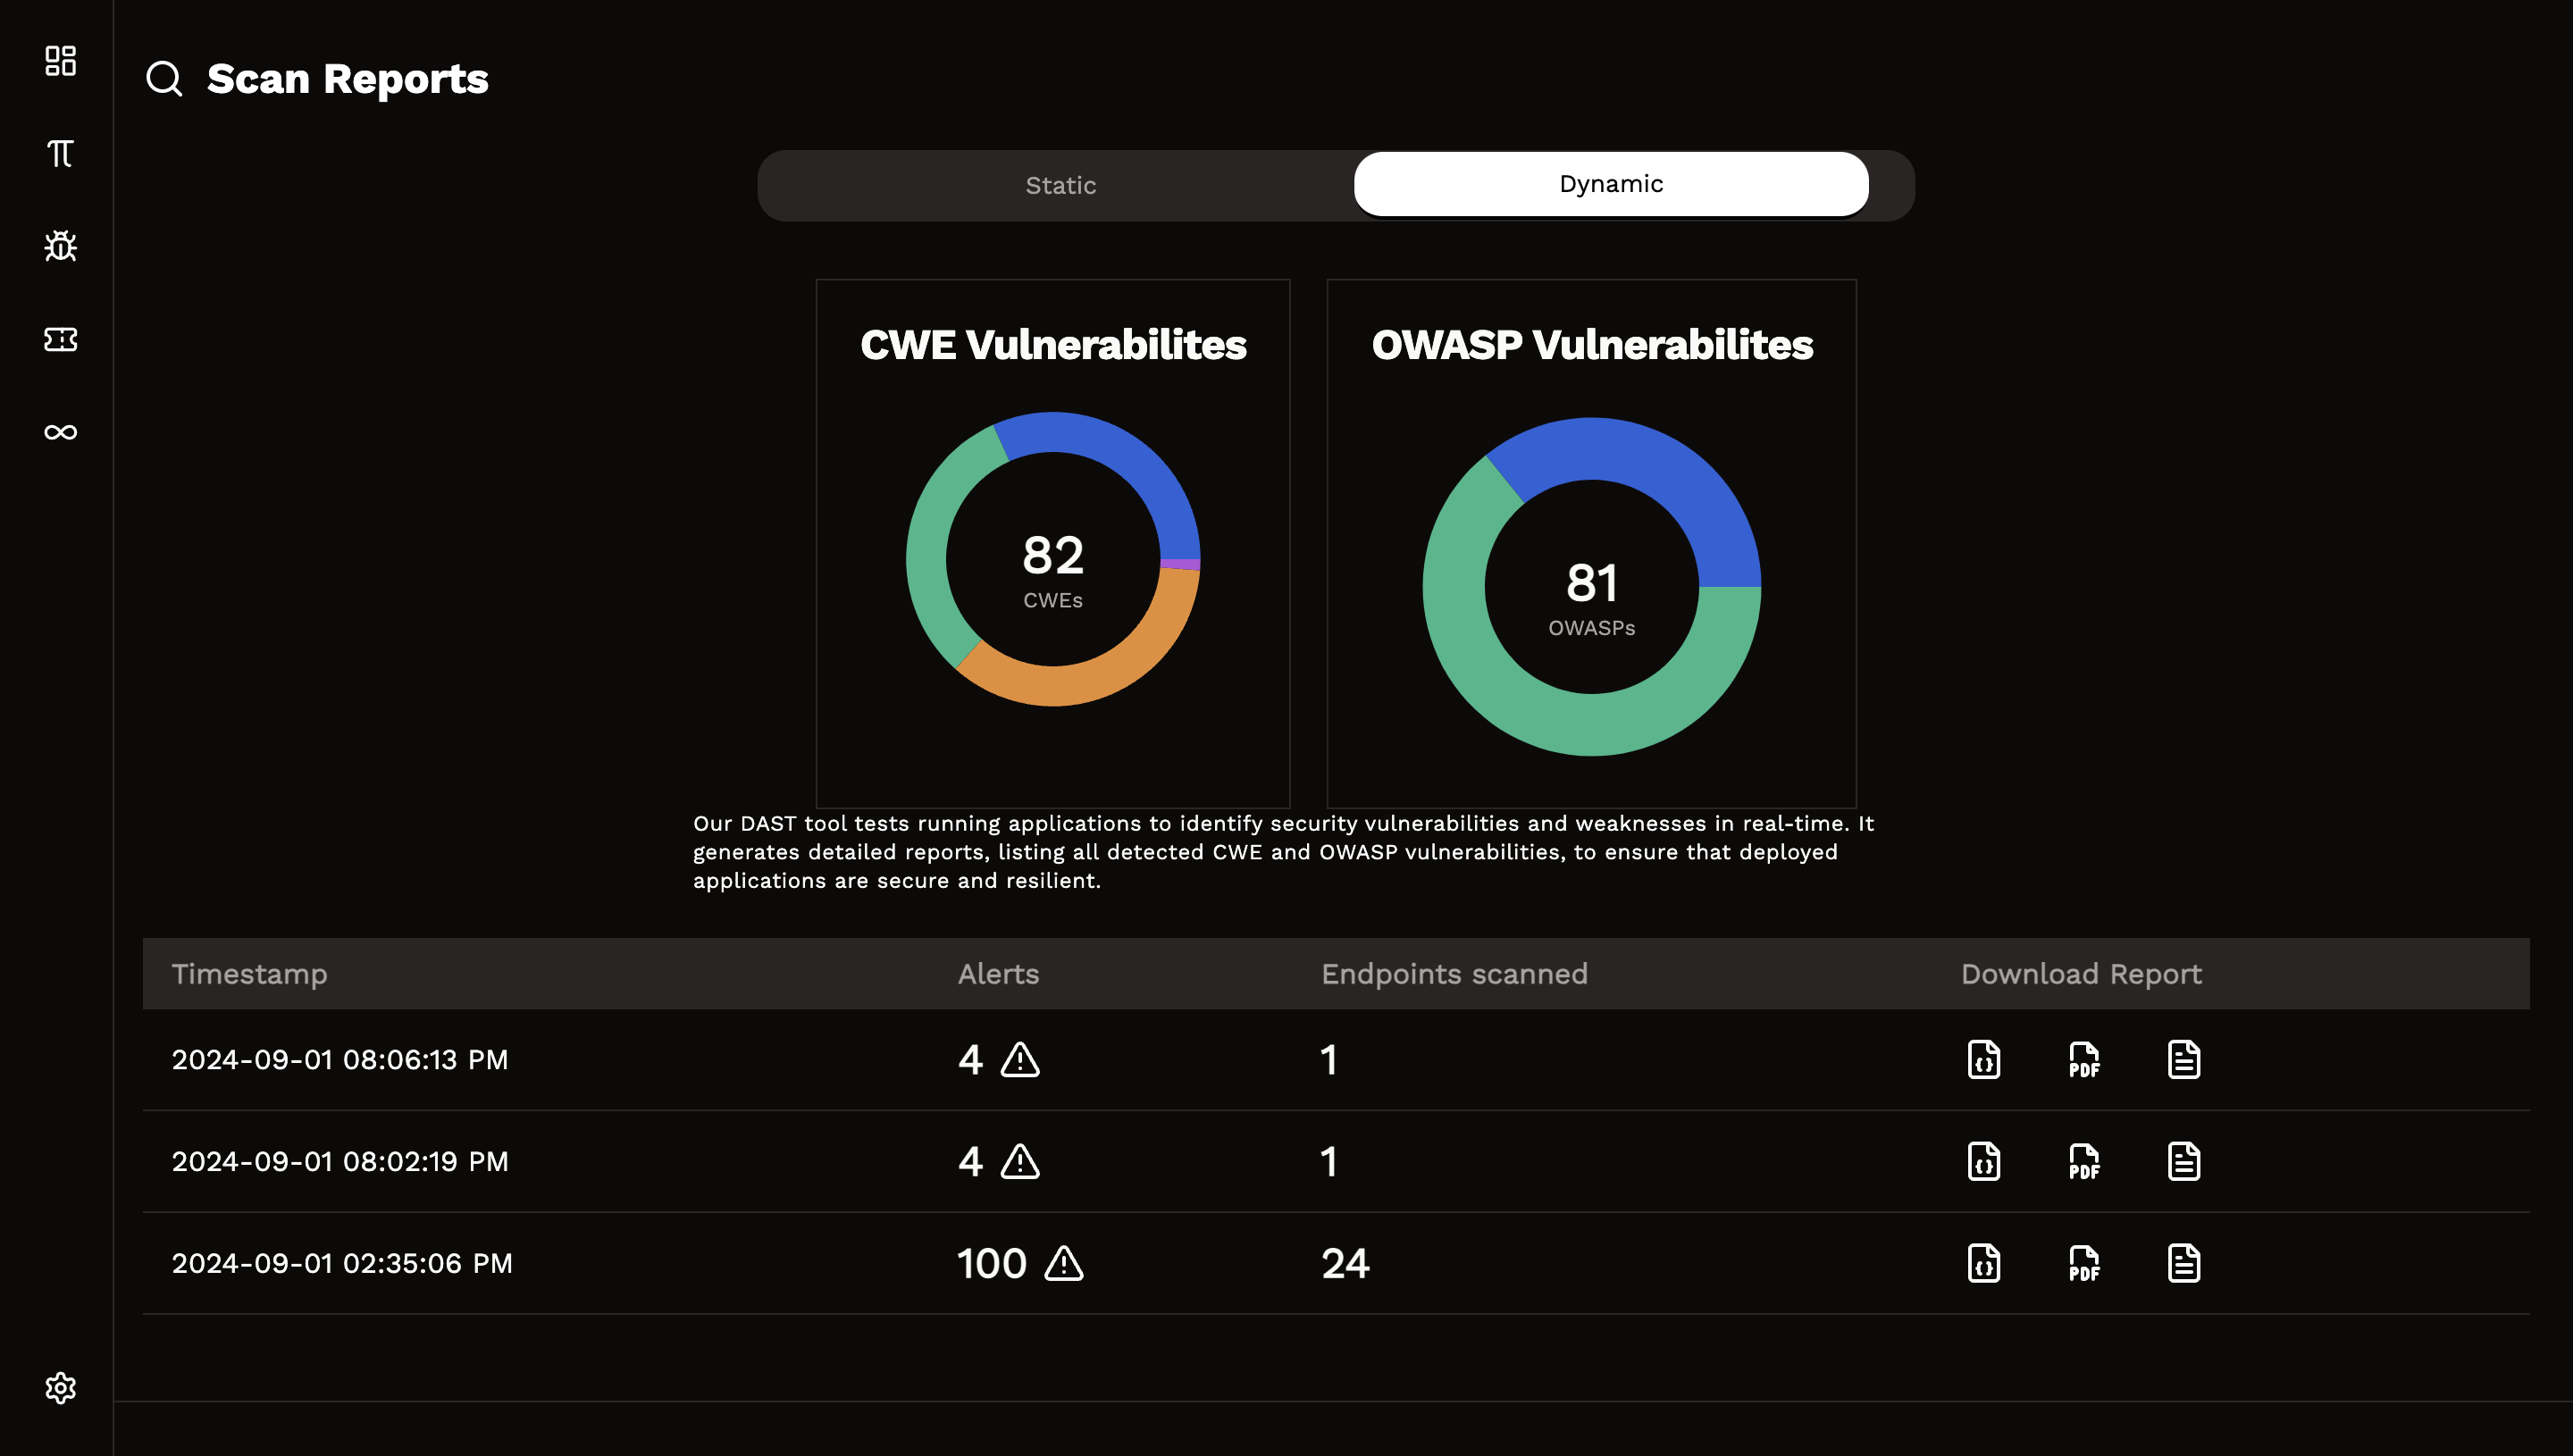 Scan Reports
Static
Dynamic
CWE Vulnerabilites
OWASP Vulnerabilites
82
CWEs
81
OWASPs
Our DAST tool tests running applications to identify security vulnerabilities and weaknesses in real-time. It
generates detailed reports, listing all detected CWE and OWASP vulnerabilities, to ensure that deployed
applications are secure and resilient.
Timestamp Alerts Endpoints scanned Download Report
2024-09-01 08:06:13 PM 4 1 PDF
2024-09-01 08:02:19 PM 4 1 PDF
2024-09-01 02:35:06 PM 100 24 PDF